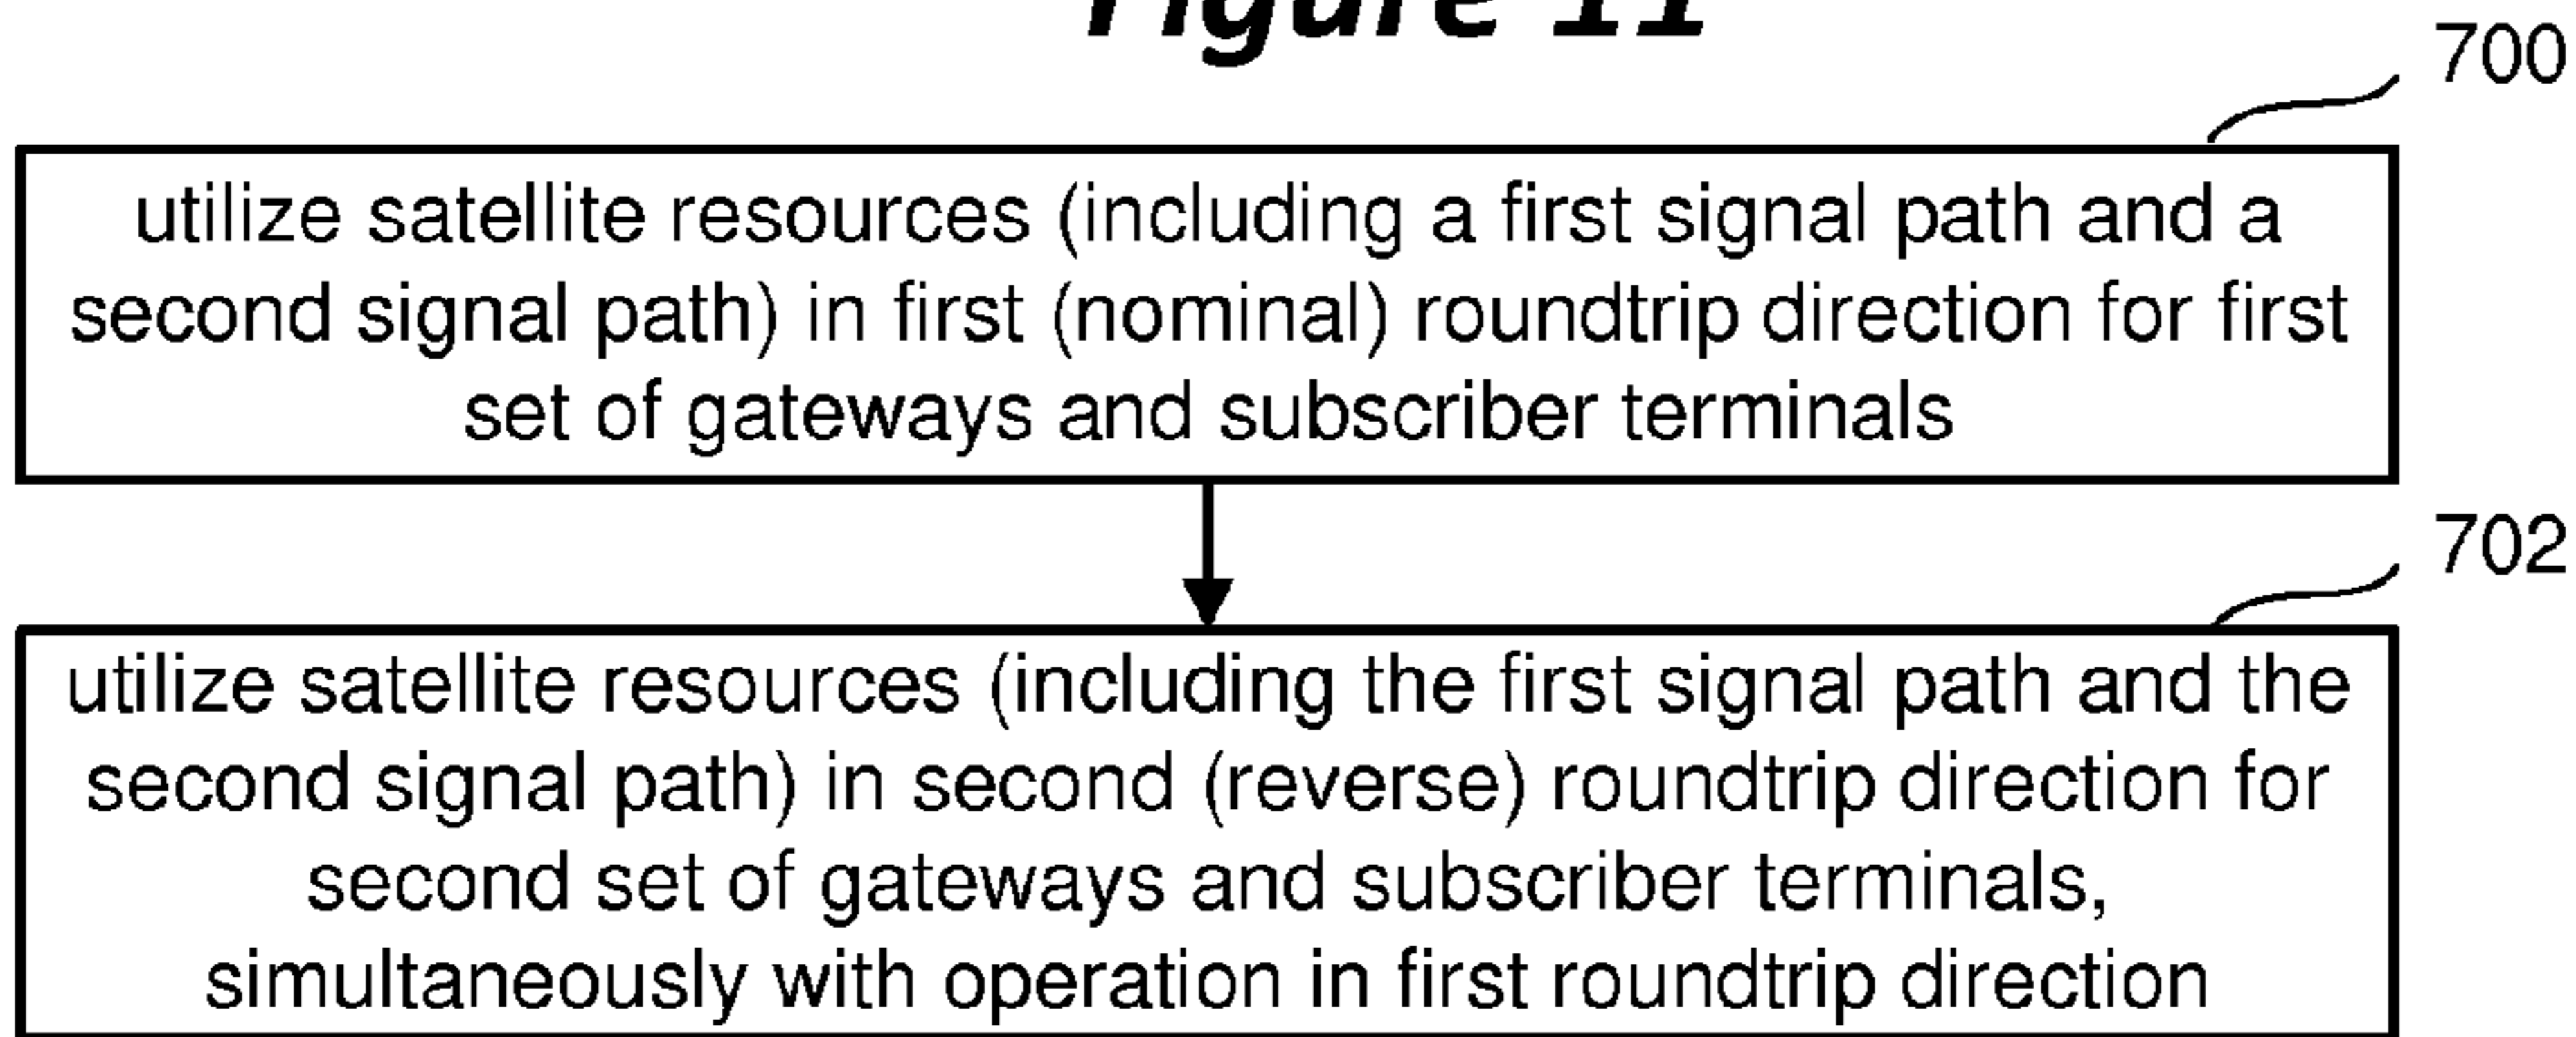 Figure 11
700
utilize satellite resources (including a first signal path and a
second signal path) in first (nominal) roundtrip direction for first
set of gateways and subscriber terminals
702
utilize satellite resources (including the first signal path and the
second signal path) in second (reverse) roundtrip direction for
second set of gateways and subscriber terminals,
simultaneously with operation in first roundtrip direction